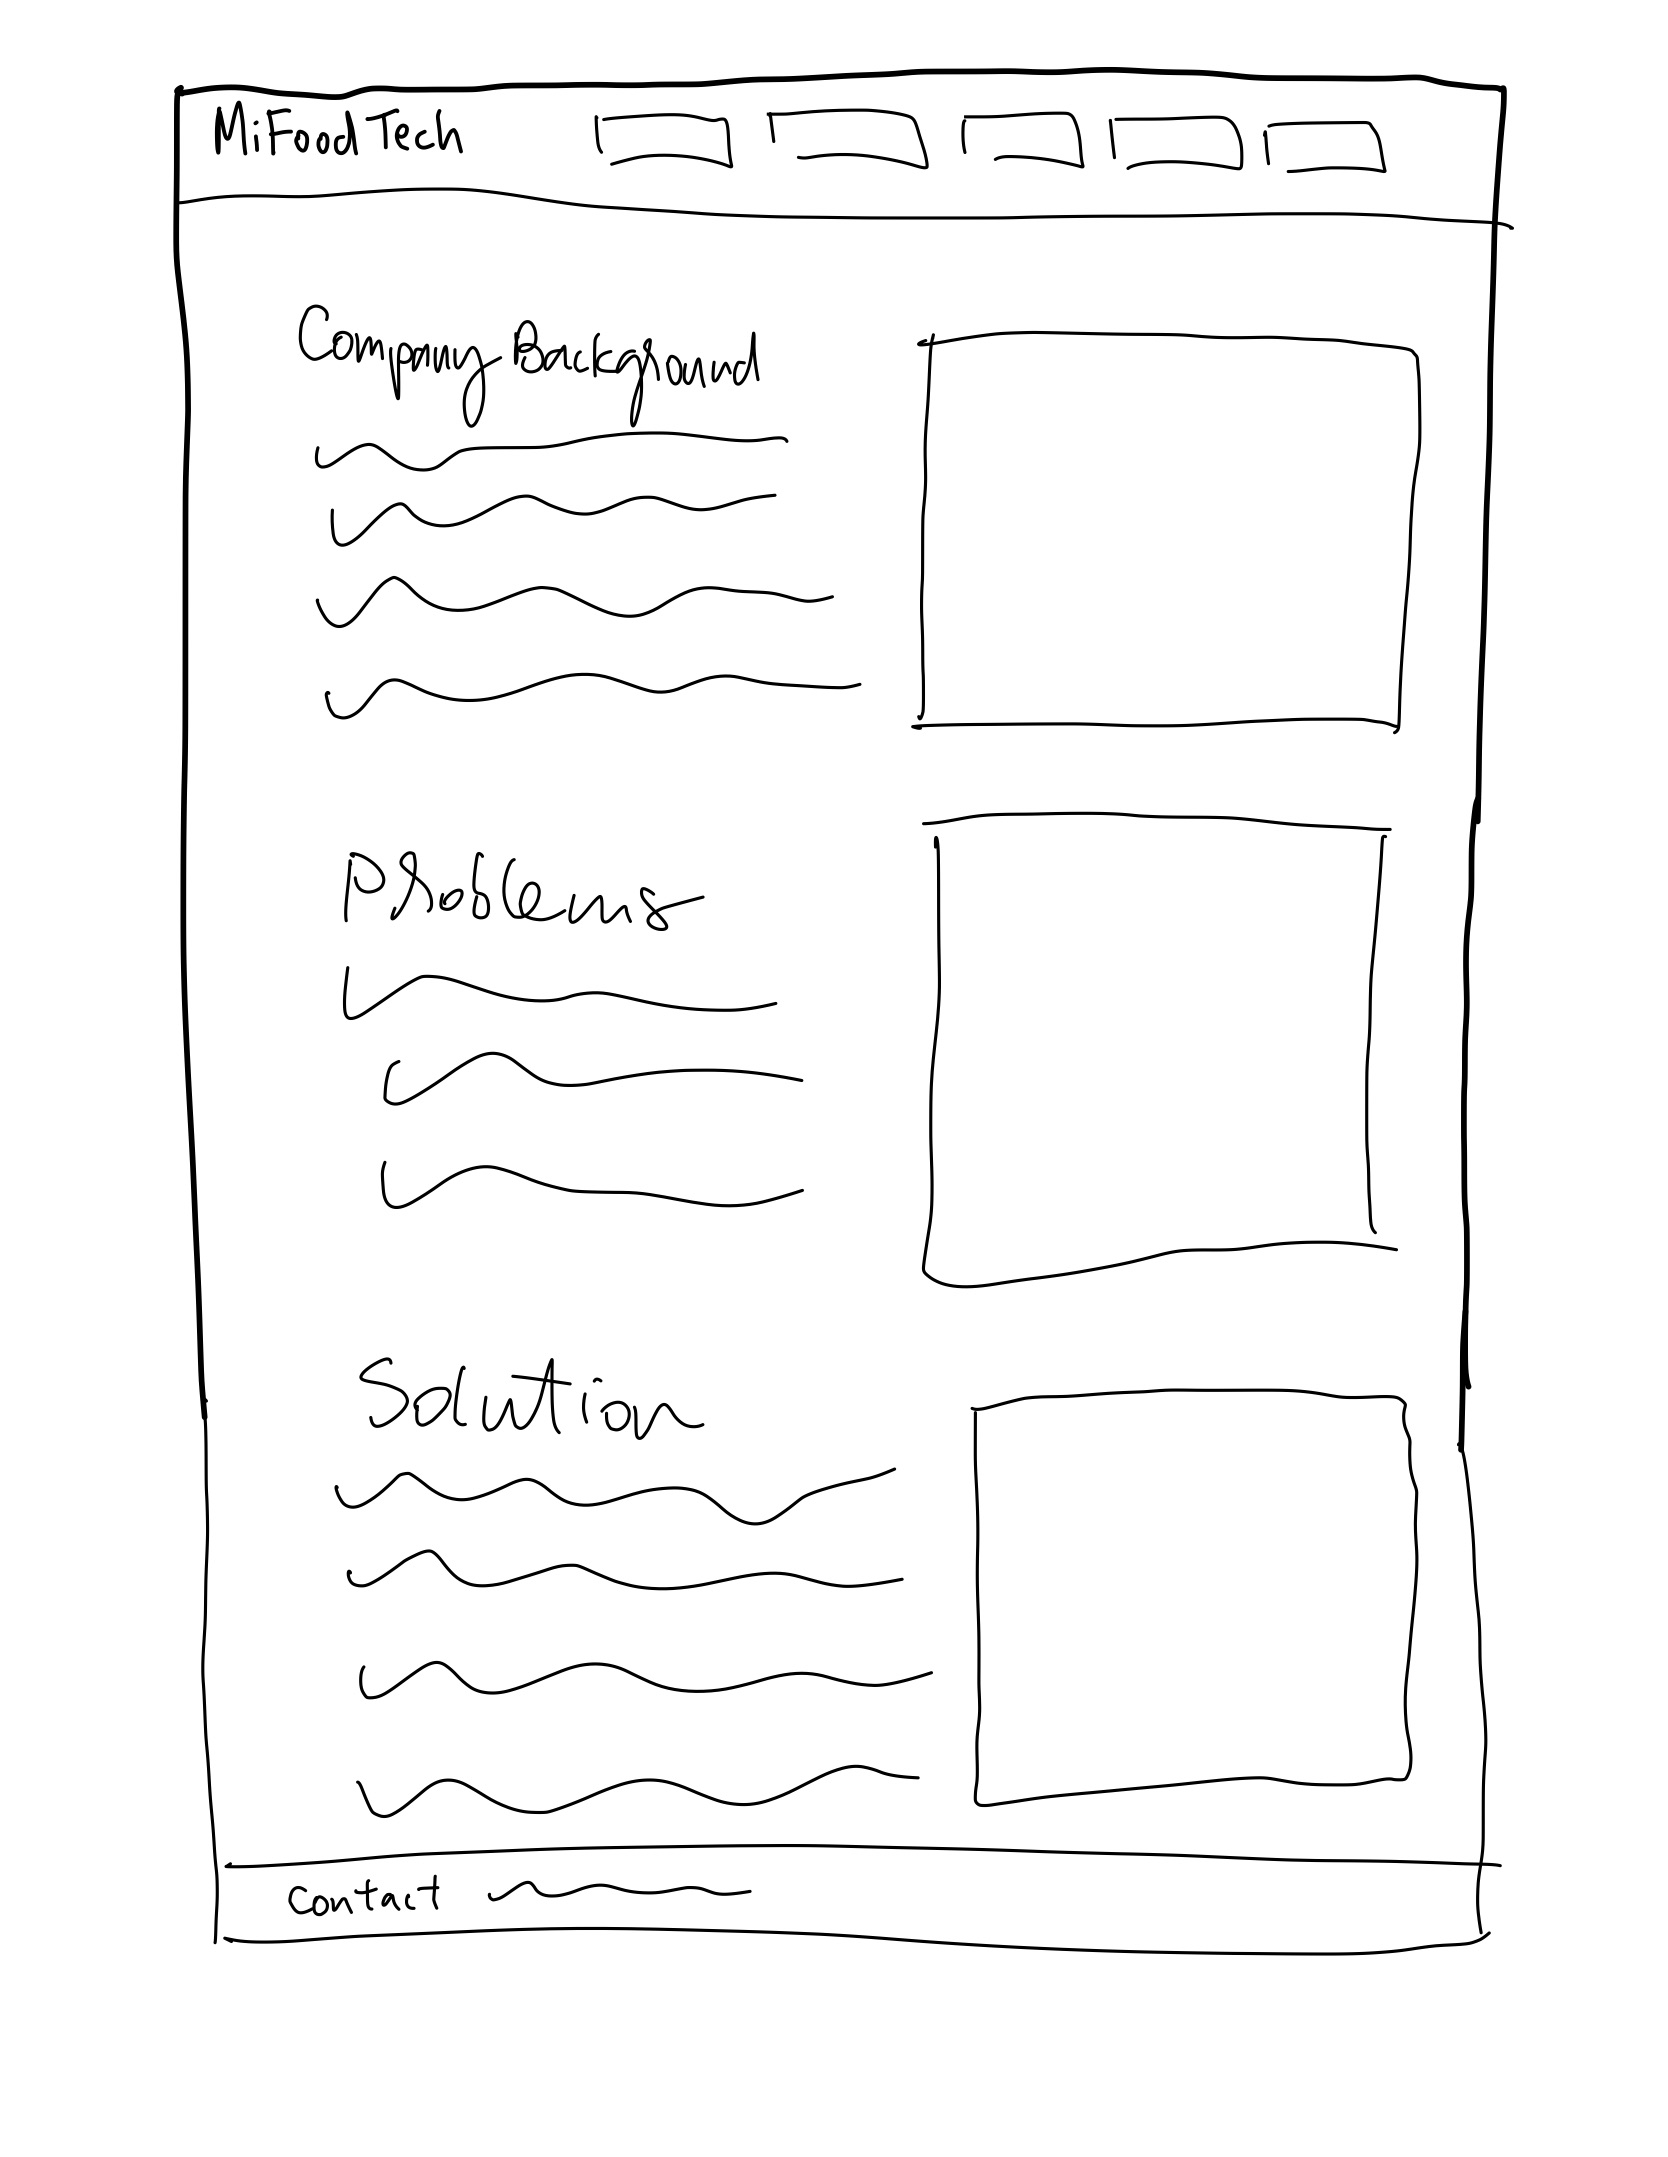 MiFoodTech
Company Background
Problems
Solution
Contact